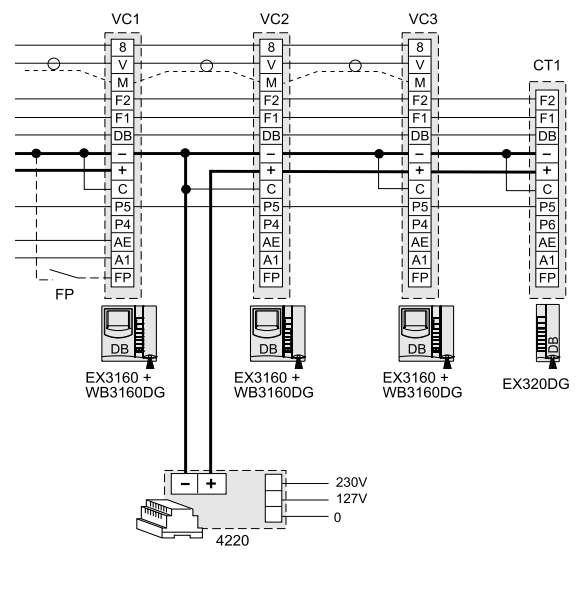 VC1 VC2 VC3
CT1
8 8 8
V V V
M M M
F2 F2 F2 F2
F1 F1 F1 F1
DB DB DB DB
– – – –
+ + + +
C C C C
P5 P5 P5 P5
P4 P4 P4 P6
AE AE AE AE
A1 A1 A1 A1
FP FP FP FP
FP
DB DB DB DB
EX3160 + EX3160 + EX3160 +
WB3160DG WB3160DG WB3160DG
EX320DG
– +
230V
127V
0
4220